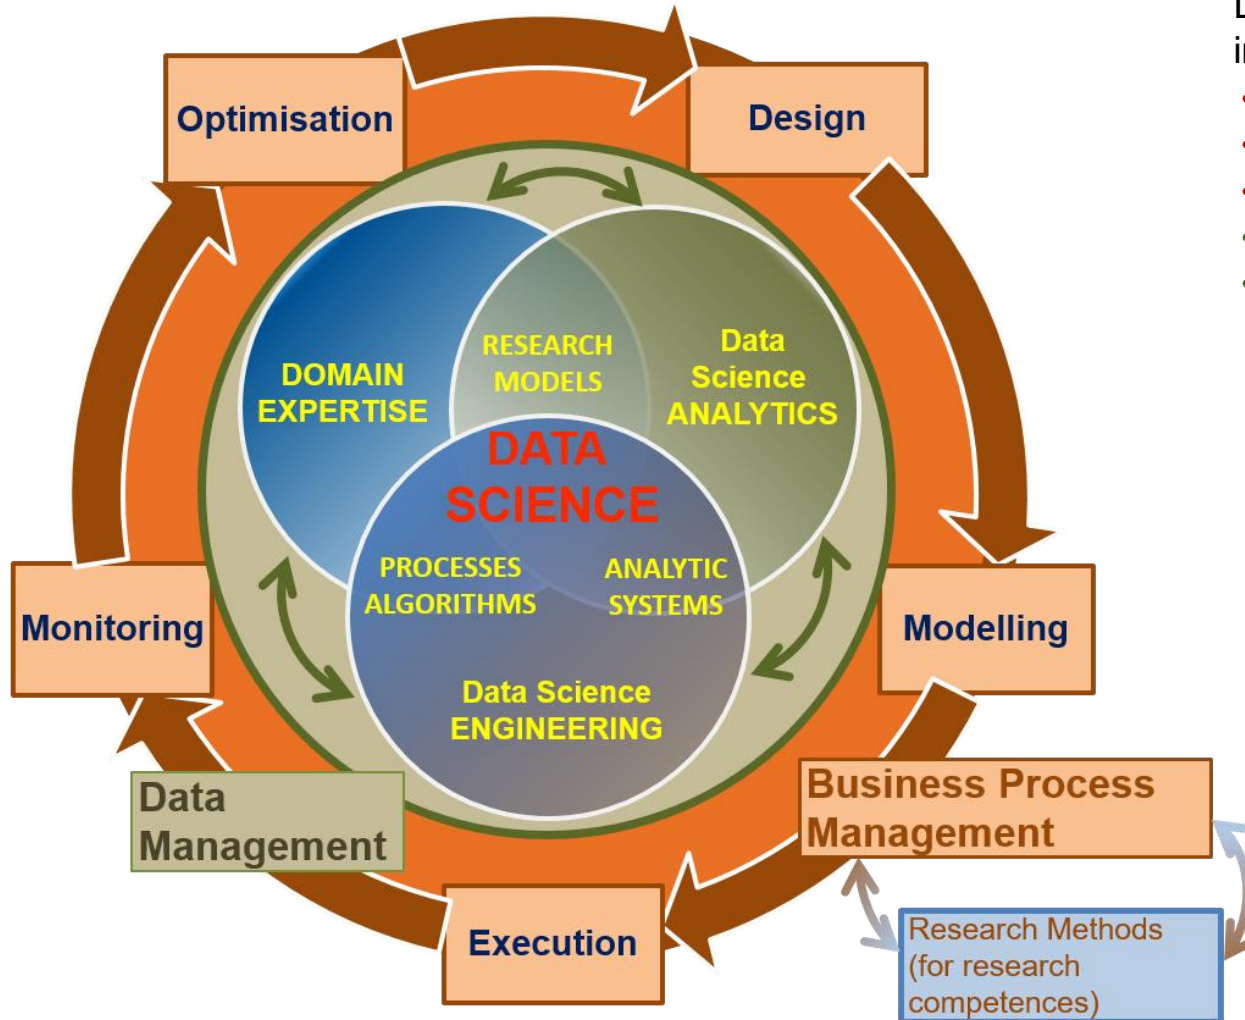 in
Optimisation
Design
RESEARCH
MODELS
Data
Science
ANALYTICS
DOMAIN
EXPERTISE
DATA
SCIENCE
PROCESSES
ALGORITHMS
ANALYTIC
SYSTEMS
Monitoring
Modelling
Data Science
ENGINEERING
Data
Management
Business Process
Management
Execution
Research Methods
(for research
competences)